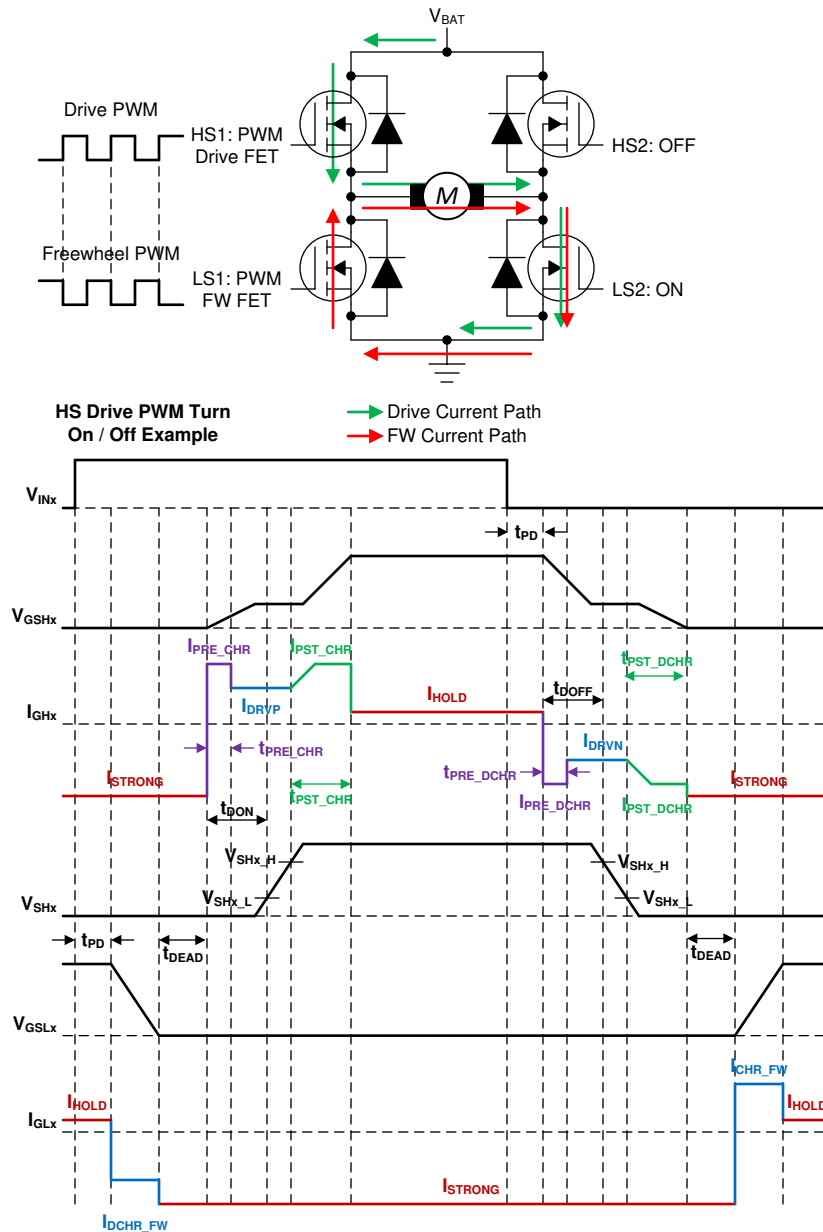 VBAT
Drive PWM
HS1: PWM
Drive FET
HS2: OFF
M
Freewheel PWM
LS1: PWM
FW FET
LS2: ON
HS Drive PWM Turn
On / Off Example
Drive Current Path
FW Current Path
VINx
tPD
VGSHx
IPRE_CHR
IPST_CHR
tPST_DCHR
IHOLD
tDOFF
IDRVP
IDRVN
IGHx
tPRE_CHR
tPRE_DCHR
ISTRONG
ISTRONG
tPST_CHR
IPRE_DCHR
IPST_DCHR
tDON
VSHx_H
VSHx_H
VSHx_L
VSHx_L
VSHx
tPD
tDEAD
tDEAD
VGSLx
ICHR_FW
IHOLD
IHOLD
IGLx
ISTRONG
IDCHR_FW